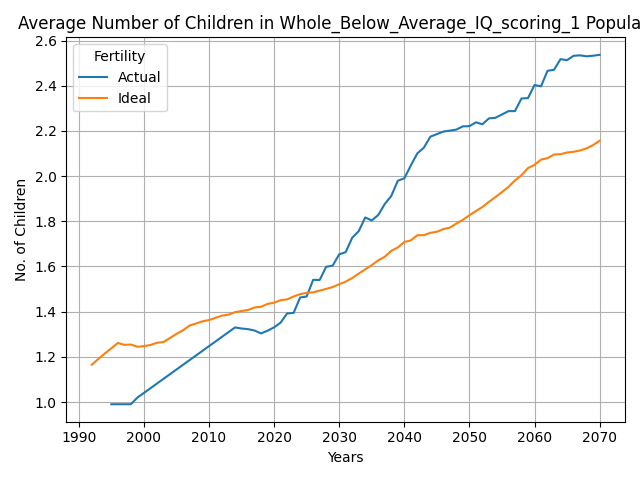 Average Number of Children in Whole_Below_Average_IQ_scoring_1 Popula
2.6
2.4
2.2
2.0
1.8
1.6
1.4
1.2
1.0
No. of Children
Fertility
Actual
Ideal
1990 2000 2010 2020 2030 2040 2050 2060 2070
Years